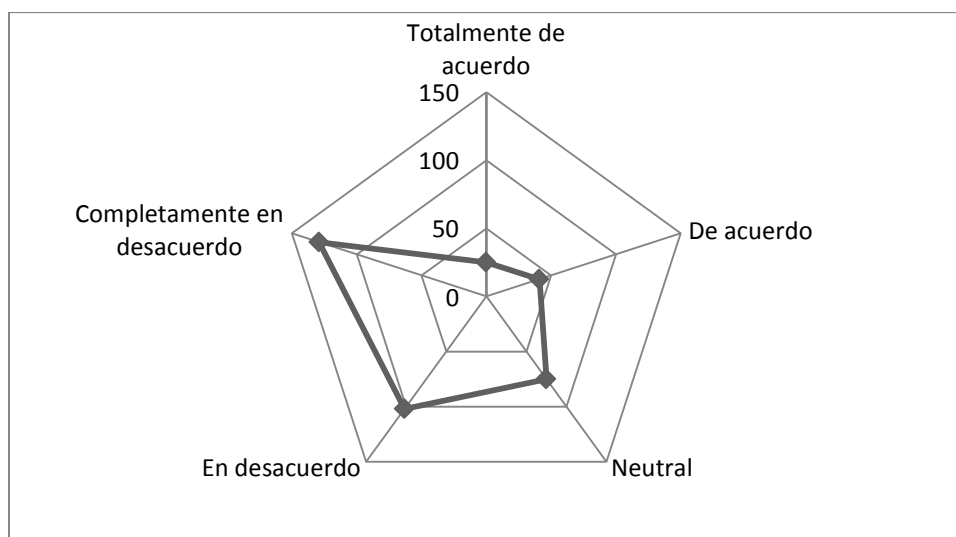 Totalmente de
acuerdo
150
100
50
0
De acuerdo
Neutral
En desacuerdo
Completamente en
desacuerdo